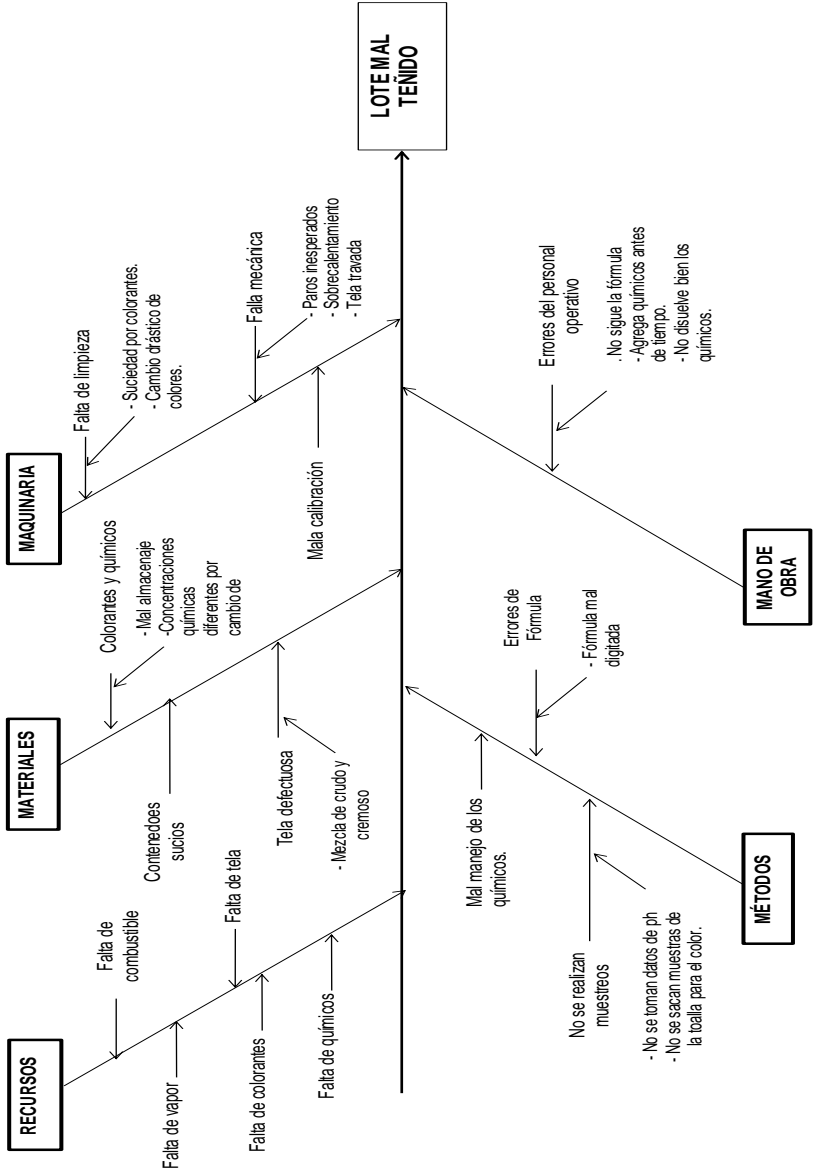 RECURSOS
Falta de
combustible
Falta de vapor
Falta de tela
Falta de colorantes
Falta de químicos
MATERIALES
Colorantes y químicos
- Mal almacenaje
-Concentraciones
químicas
diferentes por
cambio de
Contenedoes
sucios
Tela defectuosa
- Mezcla de crudo y
cremoso
MAQUINARIA
Falta de limpieza
- Suciedad por colorantes.
- Cambio drástico de
colores.
Falla mecánica
- Paros inesperados
- Sobrecalentamiento
- Tela travada
Mala calibración
LOTE MAL
TEÑIDO
MÉTODOS
Mal manejo de los
químicos.
Errores de
Fórmula
- Fórmula mal
digitada
No se realizan
muestreos
- No se toman datos de ph
- No se sacan muestras de
la toalla para el color.
MANO DE
OBRA
Errores del personal
operativo
. No sigue la fórmula
- Agrega químicos antes
de tiempo.
- No disuelve bien los
químicos.